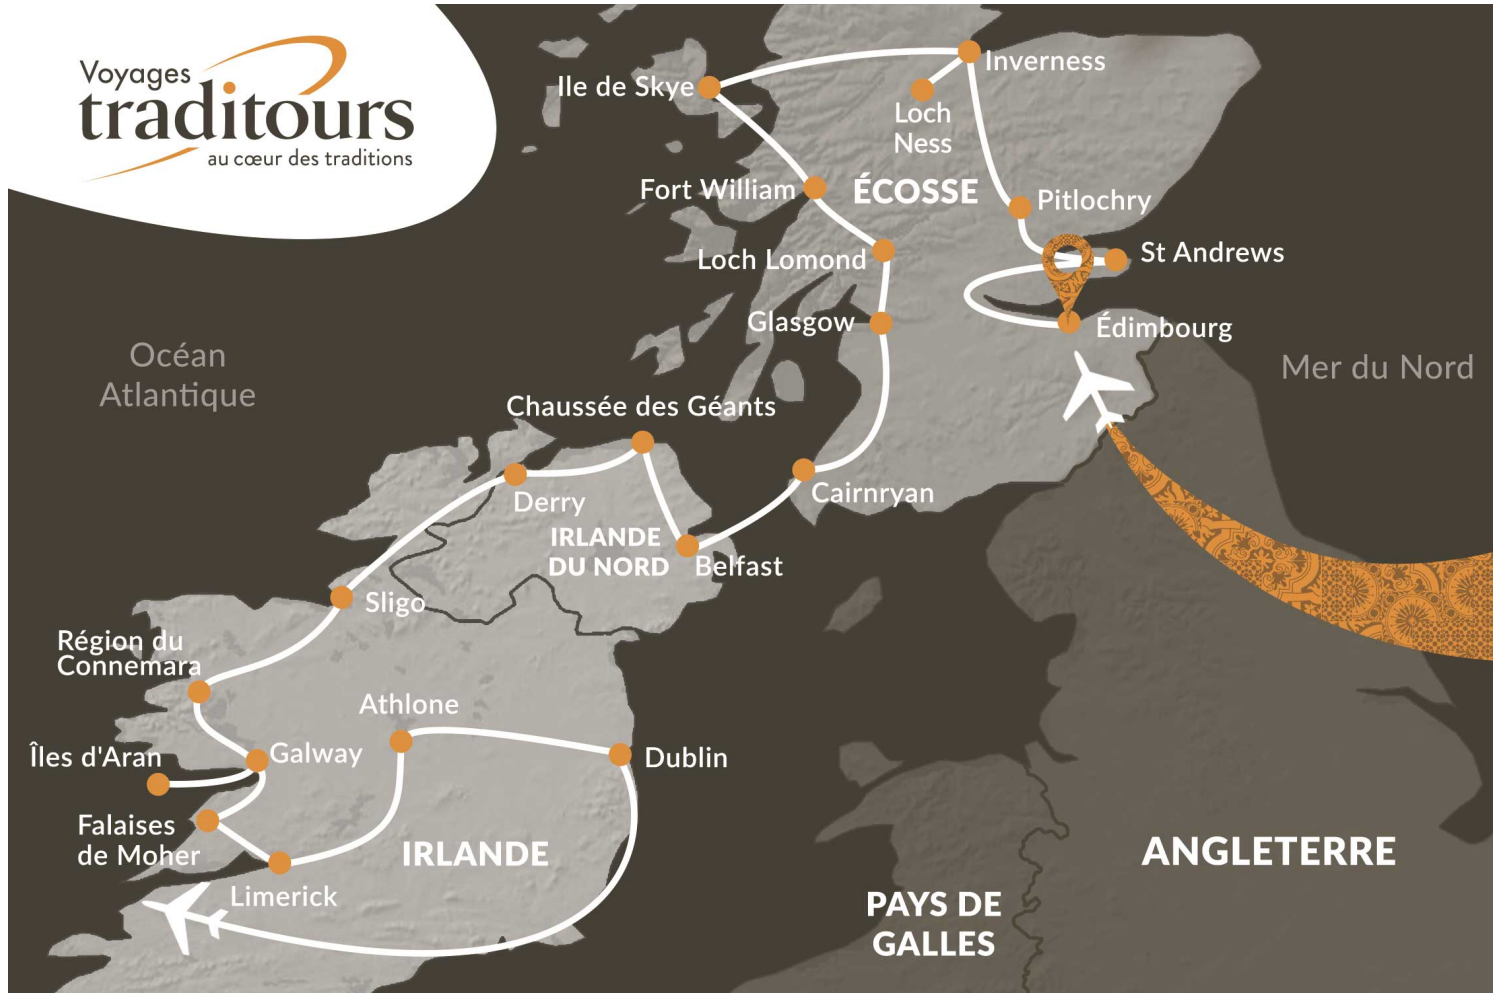 Voyages
traditours
au cœur des traditions
Ile de Skye
Inverness
Loch
Ness
Fort William
ÉCOSSE
Pitlochry
Loch Lomond
St Andrews
Glasgow
Édimbourg
Océan
Atlantique
Mer du Nord
Chaussée des Géants
Derry
Cairnryan
IRLANDE
DU NORD
Belfast
Sligo
Région du
Connemara
Athlone
Îles d'Aran
Galway
Dublin
Falaises
de Moher
IRLANDE
Limerick
ANGLETERRE
PAYS DE
GALLES